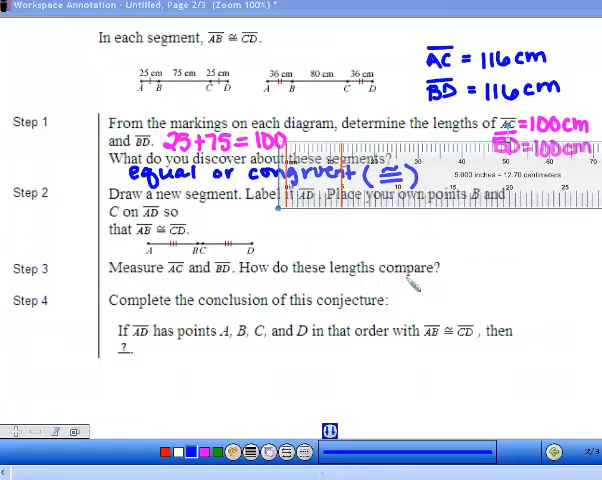 Workspace Annotation - Untitled, Page 2/3 (Zoom 100%)
In each segment, AB ≅ CD.
25 cm 75 cm 25 cm
A B C D
36 cm 80 cm 36 cm
A B C D
AC = 116cm
BD = 116cm
Step 1
From the markings on each diagram, determine the lengths of AC = 100cm
and BD. 25+75=100 BD = 100cm
What do you discover about these segments?
equal or congruent (≅)
5.000 inches = 12.70 centimeters
Step 2
Draw a new segment. Label it AD. Place your own points B and
C on AD so
that AB ≅ CD.
A B C D
Step 3
Measure AC and BD. How do these lengths compare?
Step 4
Complete the conclusion of this conjecture:
If AD has points A, B, C, and D in that order with AB ≅ CD, then
?.
2/3